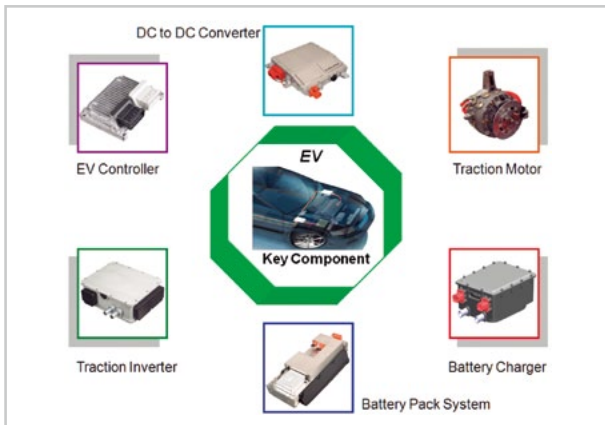 DC to DC Converter
EV Controller
EV
Traction Motor
Key Component
Traction Inverter
Battery Charger
Battery Pack System